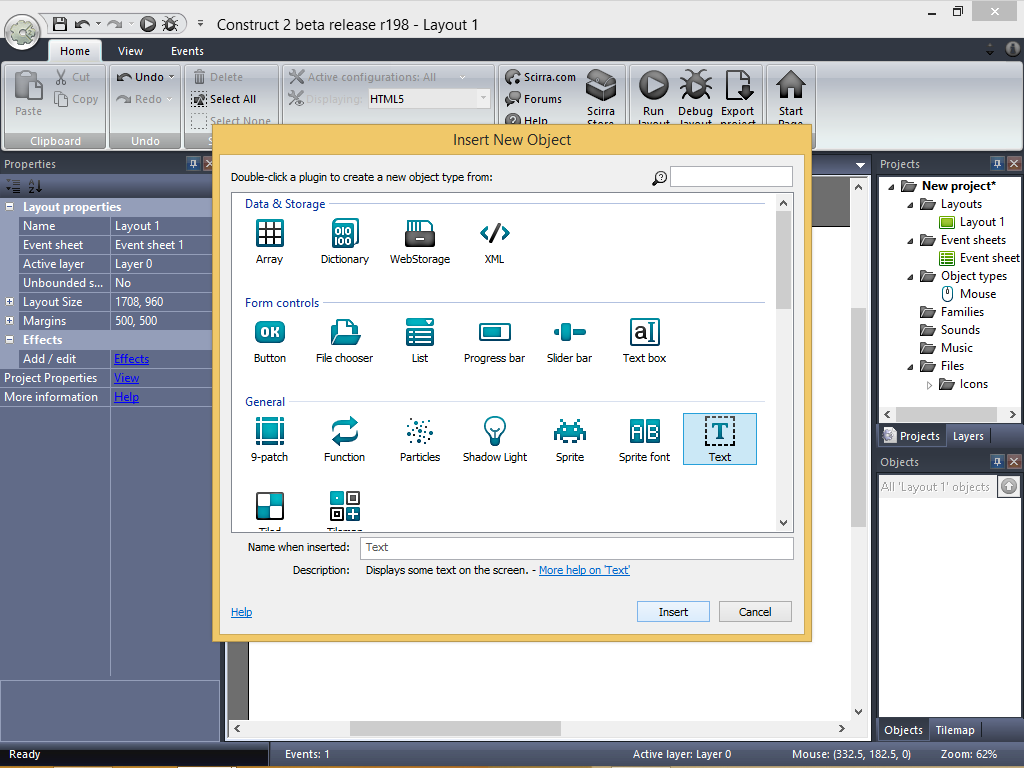 Construct 2 beta release r198 - Layout 1
Home View Events
Paste Cut Copy Clipboard
Undo Redo Undo
Delete Select All Select None
Active configurations: All
Displaying: HTML5
Scirra.com Forums Help
Scirra Store
Run layout Debug layout Export project Start Page
Properties
Layout properties
Name Layout 1
Event sheet Event sheet 1
Active layer Layer 0
Unbounded s... No
Layout Size 1708, 960
Margins 500, 500
Effects
Add / edit Effects
Project Properties View
More information Help
Insert New Object
Double-click a plugin to create a new object type from:
Data & Storage
Array Dictionary WebStorage XML
Form controls
OK
Button File chooser List Progress bar Slider bar Text box
General
9-patch Function Particles Shadow Light Sprite Sprite font Text
Tiled Tilemap
Name when inserted: Text
Description: Displays some text on the screen. - More help on 'Text'
Help Insert Cancel
Projects
New project*
Layouts
Layout 1
Event sheets
Event sheet
Object types
Mouse
Families
Sounds
Music
Files
Icons
Projects Layers
Objects
All 'Layout 1' objects
Objects Tilemap
Ready Events: 1 Active layer: Layer 0 Mouse: (332.5, 182.5, 0) Zoom: 62%